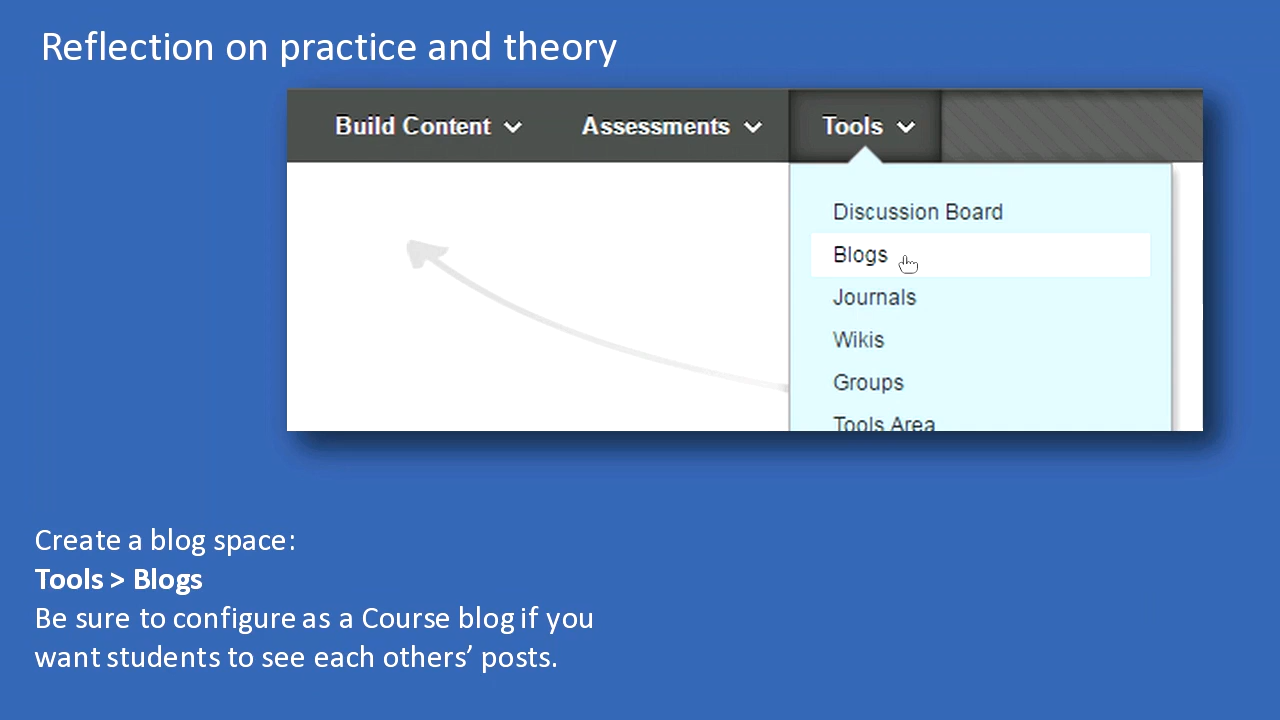 Reflection on practice and theory
Build Content Assessments Tools
Discussion Board
Blogs
Journals
Wikis
Groups
Tools Area
Create a blog space:
Tools > Blogs
Be sure to configure as a Course blog if you
want students to see each others’ posts.